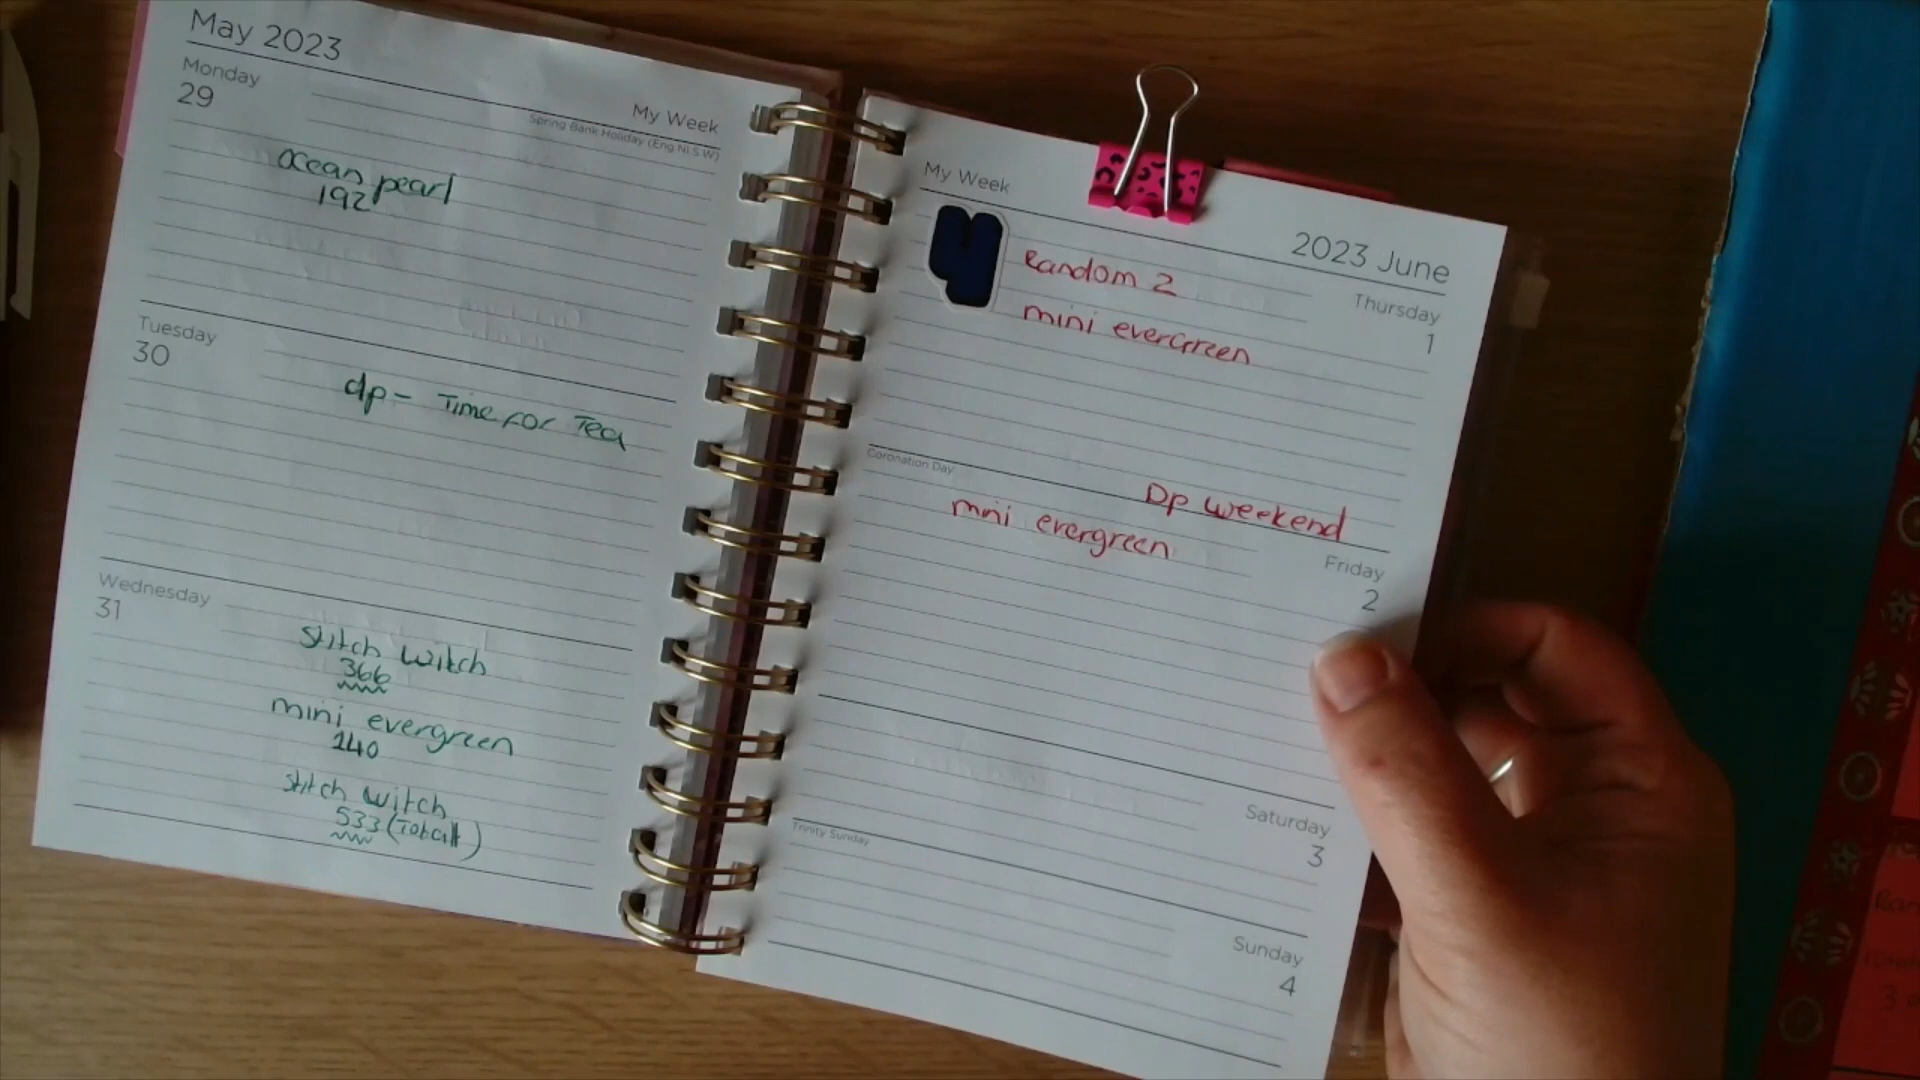 May 2023
My Week
Monday
29
Spring Bank Holiday (Eng NI S W)
ocean pearl
192
Tuesday
30
dp - Time for Tea
Wednesday
31
stitch witch
366
mini evergreen
140
stitch witch
533 (Total)
My Week
2023 June
4
Thursday
1
Random 2
mini evergreen
Coronation Day
Dp weekend
mini evergreen
Friday
2
Saturday
3
Trinity Sunday
Sunday
4